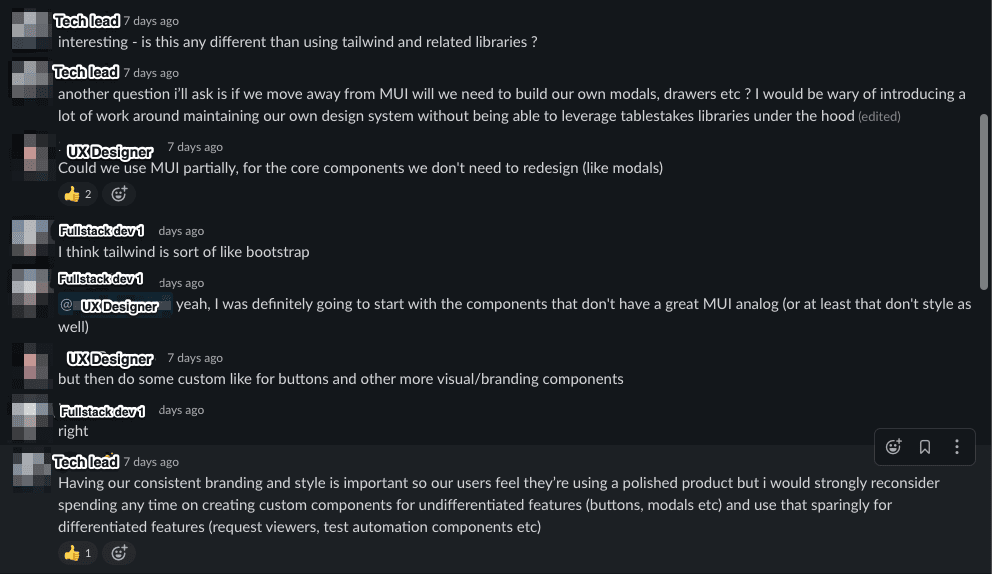 Tech lead 7 days ago
interesting - is this any different than using tailwind and related libraries ?
Tech lead 7 days ago
another question i'll ask is if we move away from MUI will we need to build our own modals, drawers etc ? I would be wary of introducing a
lot of work around maintaining our own design system without being able to leverage tablestakes libraries under the hood (edited)
UX Designer 7 days ago
Could we use MUI partially, for the core components we don't need to redesign (like modals)
👍 2
Fullstack dev 1 days ago
I think tailwind is sort of like bootstrap
Fullstack dev 1 days ago
@UX Designer yeah, I was definitely going to start with the components that don't have a great MUI analog (or at least that don't style as
well)
UX Designer 7 days ago
but then do some custom like for buttons and other more visual/branding components
Fullstack dev 1 days ago
right
Tech lead 7 days ago
Having our consistent branding and style is important so our users feel they're using a polished product but i would strongly reconsider
spending any time on creating custom components for undifferentiated features (buttons, modals etc) and use that sparingly for
differentiated features (request viewers, test automation components etc)
👍 1